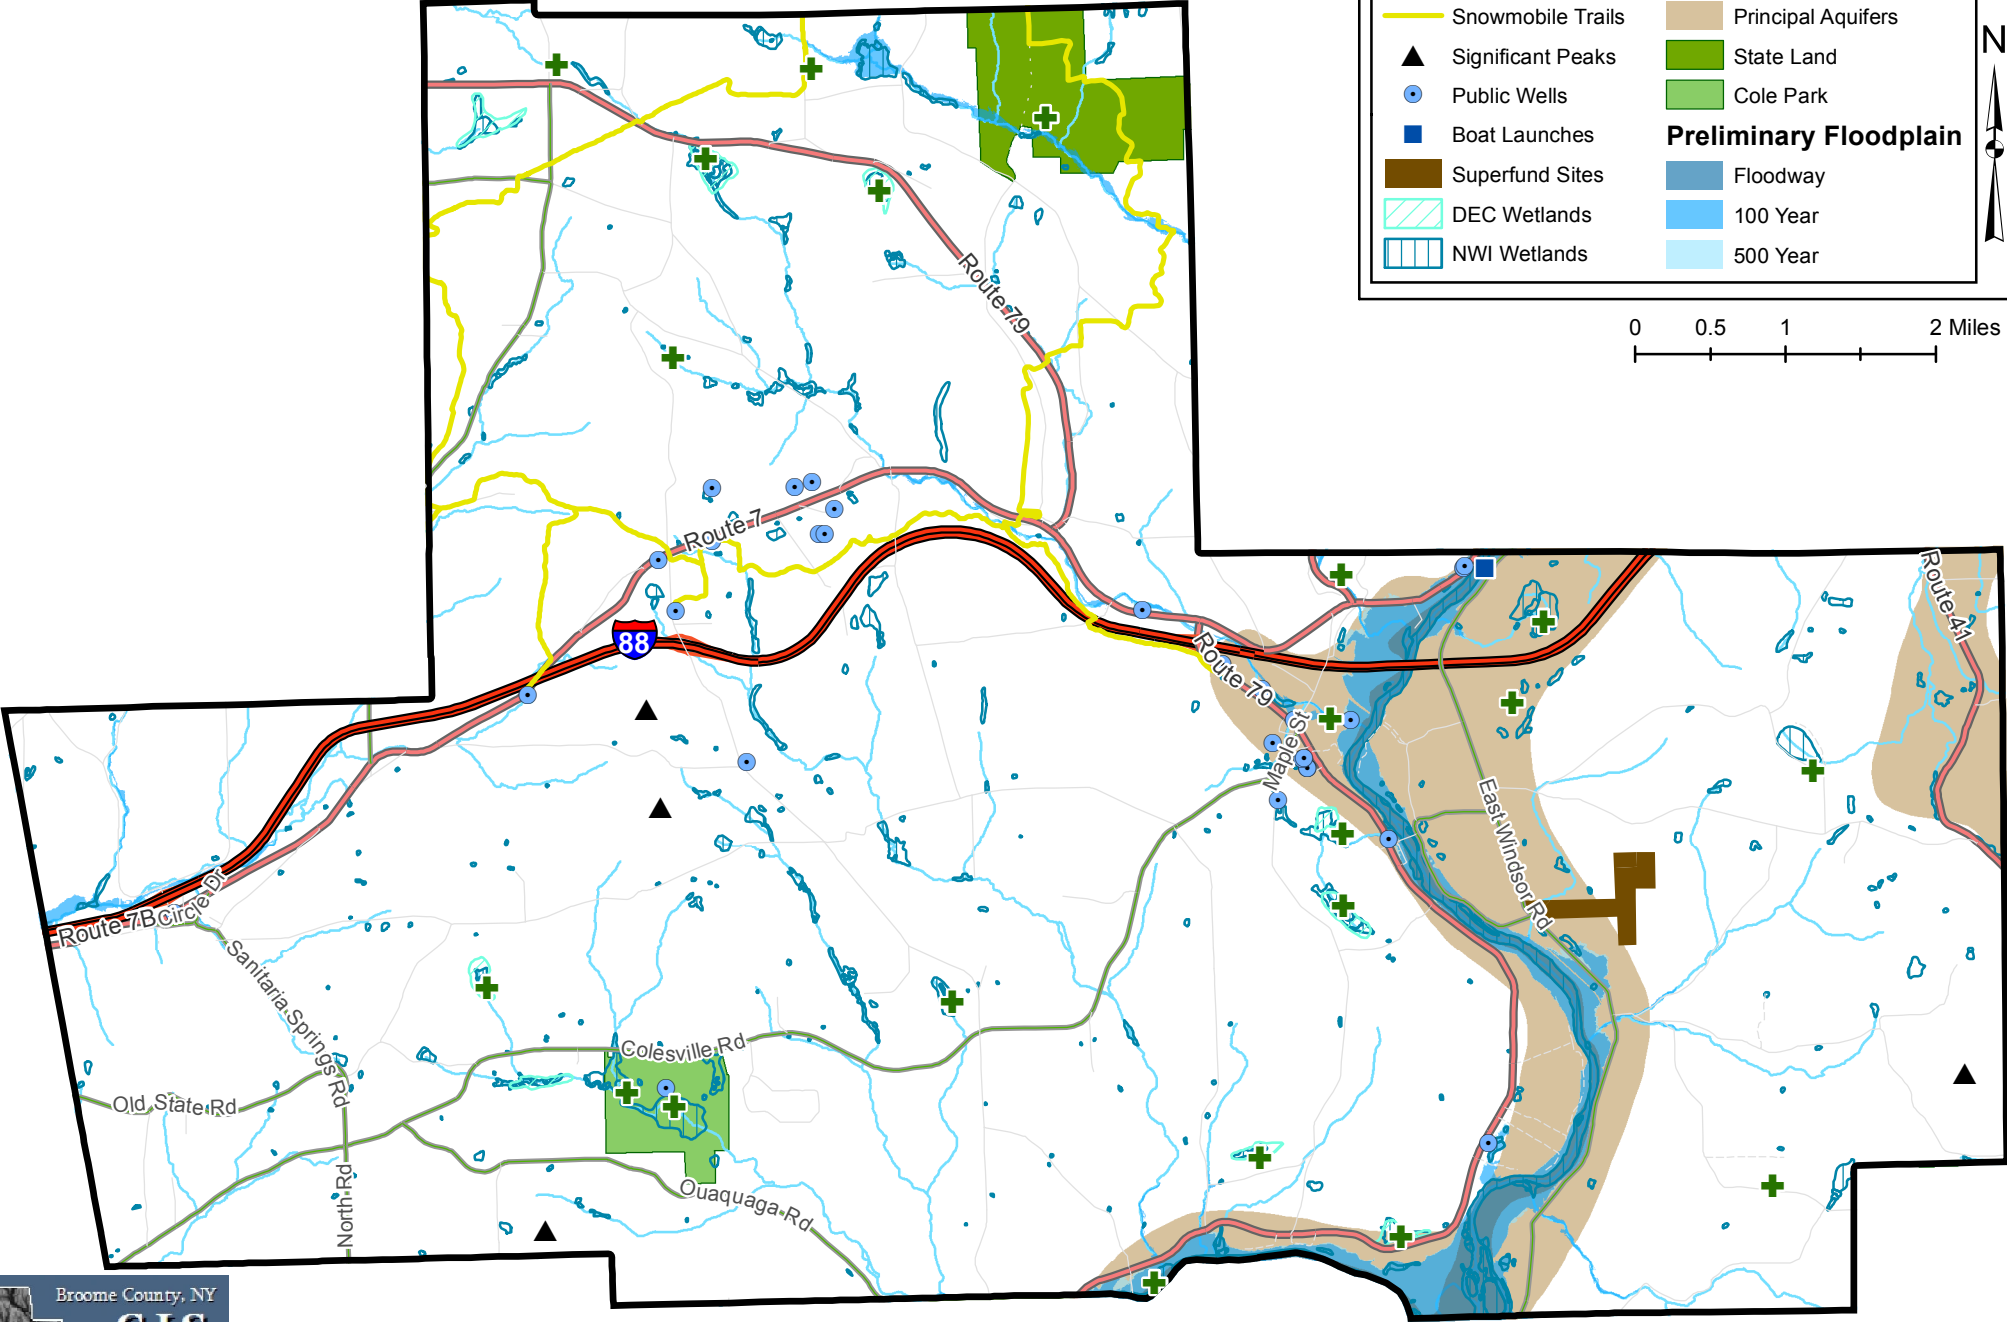 Snowmobile Trails
Significant Peaks
Public Wells
Boat Launches
Superfund Sites
DEC Wetlands
NWI Wetlands
Principal Aquifers
State Land
Cole Park
Preliminary Floodplain
Floodway
100 Year
500 Year
N
0 0.5 1 2 Miles
Route 79
Route 7
88
Route 79
Maple St
Route 41
East Windsor Rd
Route 7B
Circle Dr
Sanitaria Springs Rd
Old State Rd
North Rd
Colesville Rd
Ouaquaga Rd
Broome County, NY
GIS